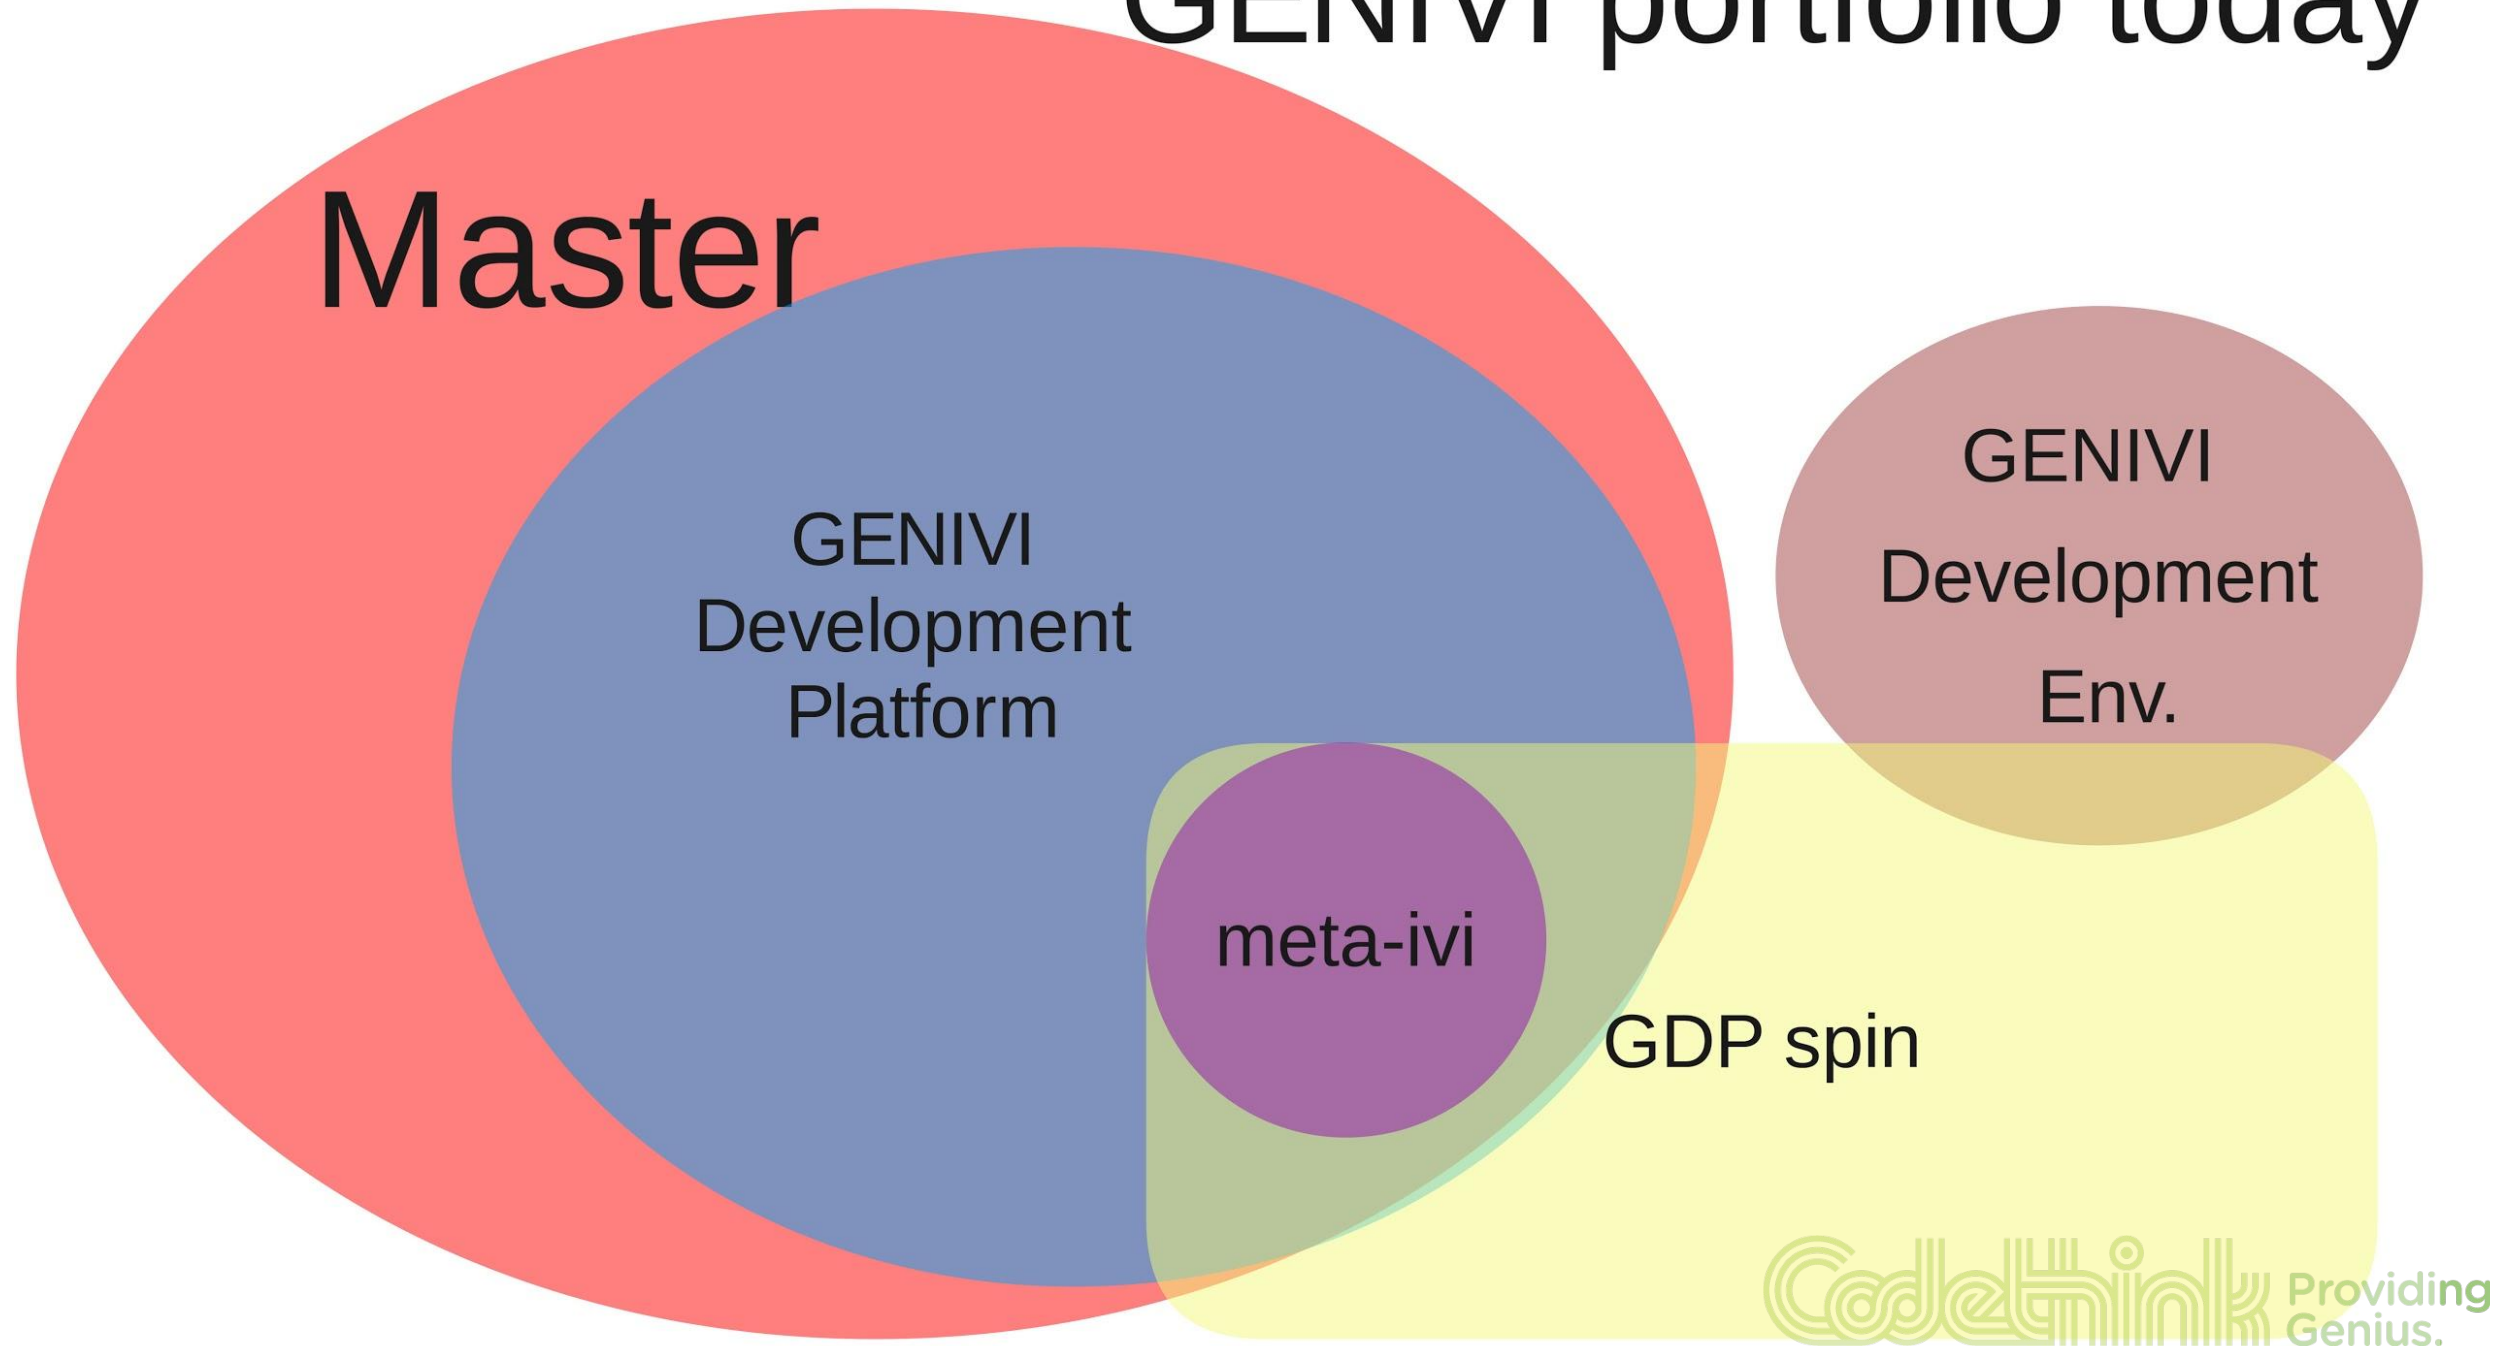 GENIVI portfolio today
Master
GENIVI
Development
Platform
GENIVI
Development
Env.
meta-ivi
GDP spin
Codethink
Providing
Genius.